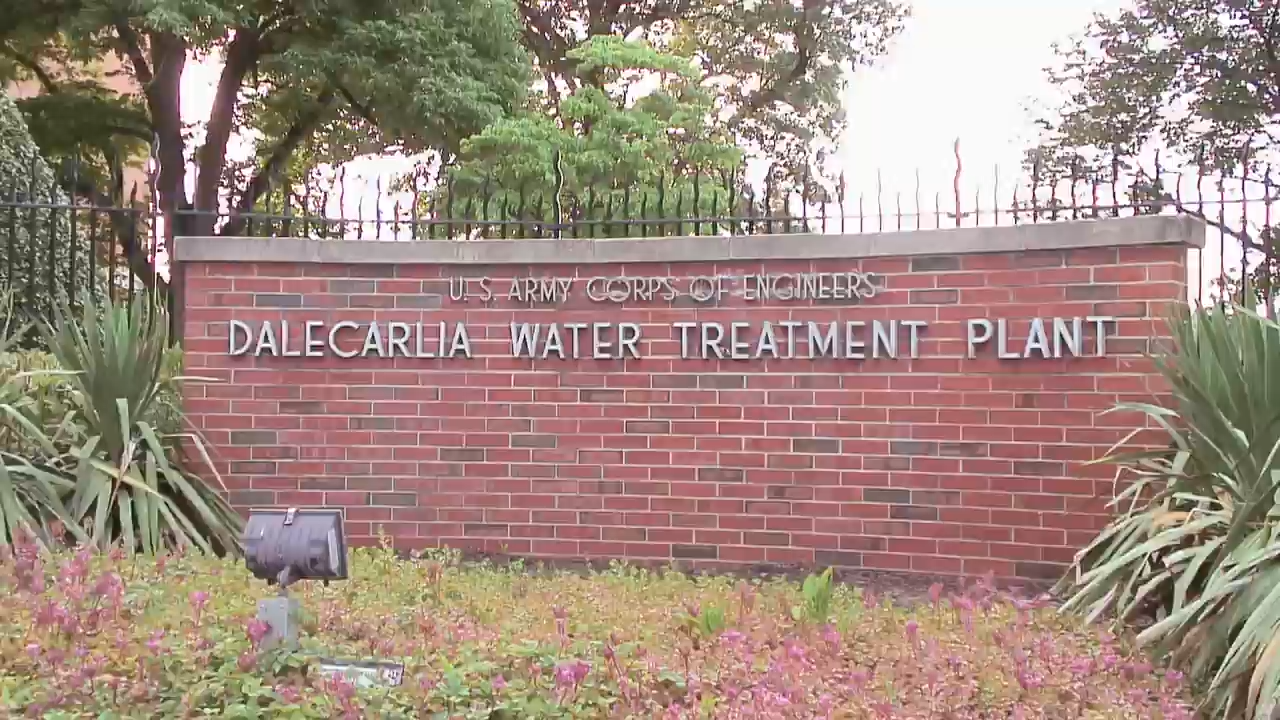 U. S. ARMY CORPS OF ENGINEERS
DALECARLIA WATER TREATMENT PLANT